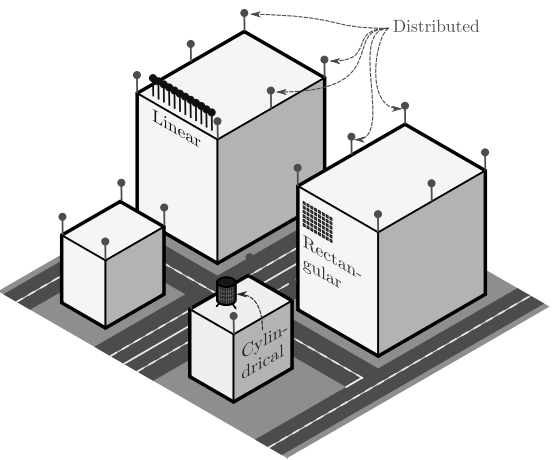 Distributed
Linear
Rectan-
gular
Cylin-
drical